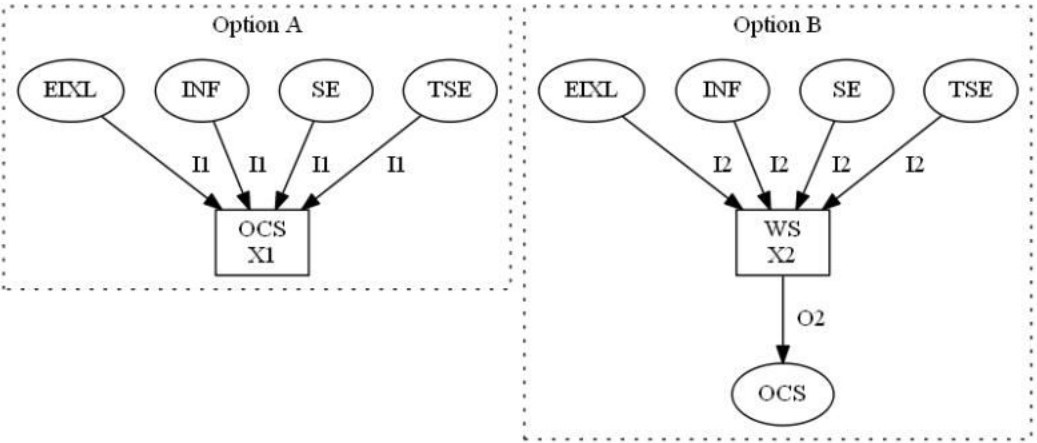 Option A
EIXL
INF
SE
TSE
I1
I1
I1
I1
OCS
X1
Option B
EIXL
INF
SE
TSE
I2
I2
I2
I2
WS
X2
O2
OCS